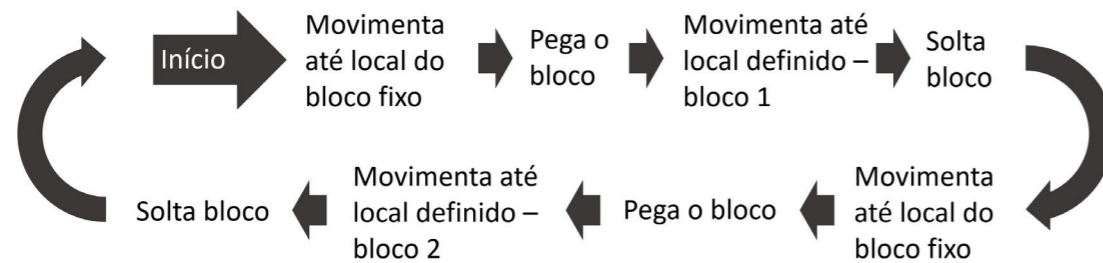 Início
Movimenta
até local do
bloco fixo
Pega o
bloco
Movimenta até
local definido –
bloco 1
Solta
bloco
Movimenta
até local do
bloco fixo
Pega o bloco
Movimenta até
local definido –
bloco 2
Solta bloco